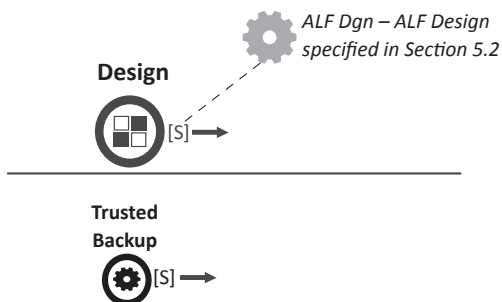 ALF Dgn – ALF Design
specified in Section 5.2
Design
[S]
Trusted
Backup
[S]